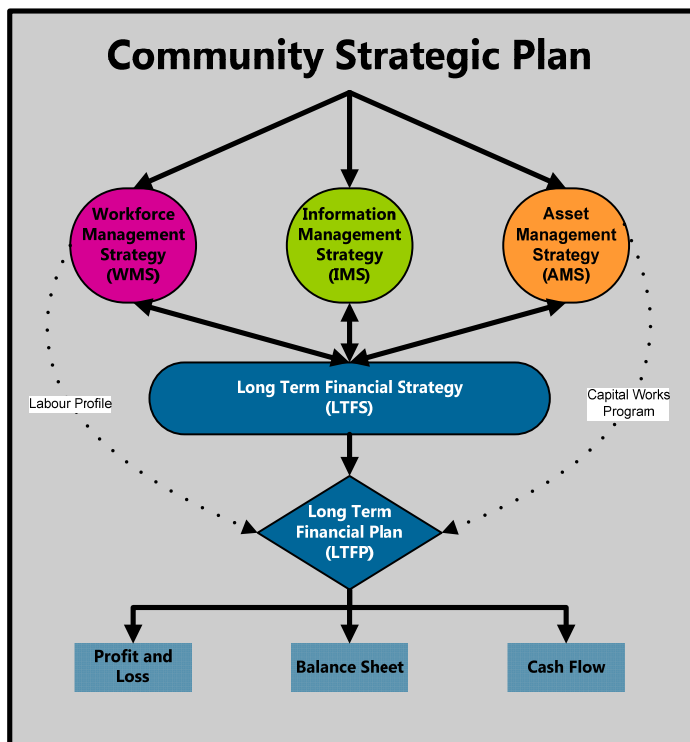 Community Strategic Plan
Workforce
Management
Strategy
(WMS)
Information
Management
Strategy
(IMS)
Asset
Management
Strategy
(AMS)
Long Term Financial Strategy
(LTFS)
Labour Profile
Capital Works
Program
Long Term
Financial Plan
(LTFP)
Profit and
Loss
Balance Sheet
Cash Flow